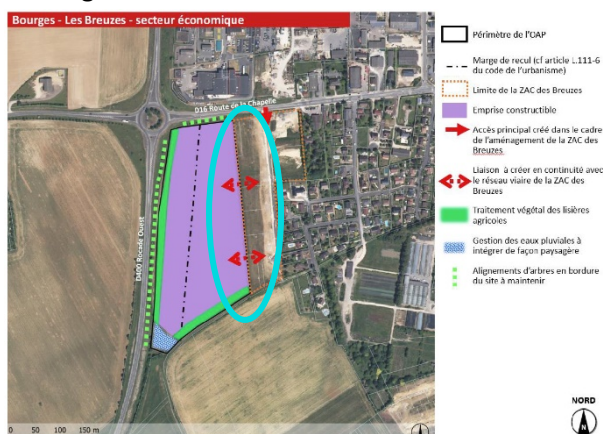 Bourges - Les Breuzes - secteur économique
D16 Route de la Chapelle
D400 Rocade Ouest
0 50 100 150 m
Périmètre de l'OAP
Marge de recul (cf article L.111-6
du code de l'urbanisme)
Limite de la ZAC des Breuzes
Emprise constructible
Accès principal créé dans le cadre
de l'aménagement de la ZAC des
Breuzes
Liaison à créer en continuité avec
le réseau viaire de la ZAC des
Breuzes
Traitement végétal des lisières
agricoles
Gestion des eaux pluviales à
intégrer de façon paysagère
Alignements d'arbres en bordure
du site à maintenir
NORD
N